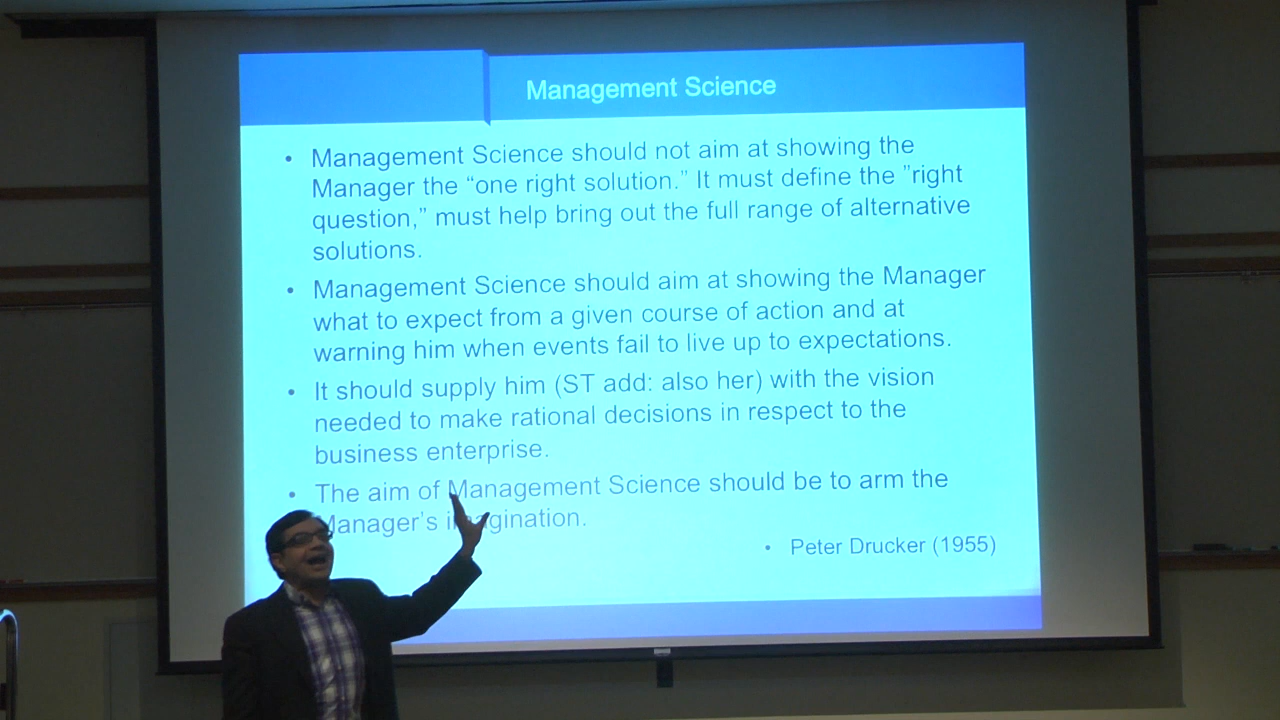 Management Science
• Management Science should not aim at showing the
Manager the “one right solution.” It must define the ”right
question,” must help bring out the full range of alternative
solutions.
• Management Science should aim at showing the Manager
what to expect from a given course of action and at
warning him when events fail to live up to expectations.
• It should supply him (ST add: also her) with the vision
needed to make rational decisions in respect to the
business enterprise.
• The aim of Management Science should be to arm the
Manager’s imagination.
• Peter Drucker (1955)